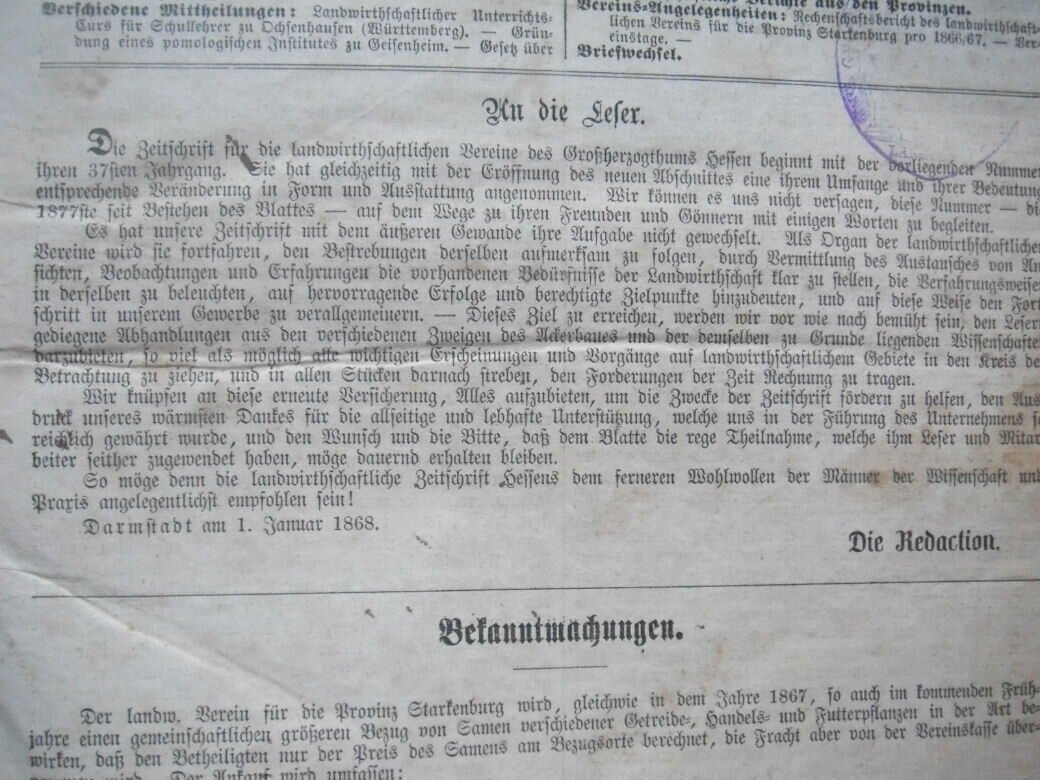 Verschiedene Mittheilungen: Landwirthschaftlicher Unterrichts-
Curs für Schullehrer zu Ochsenhausen (Württemberg). — Grün-
dung eines pomologischen Institutes zu Geisenheim. — Gesetz über
Berichte aus den Provinzen.
Vereins-Angelegenheiten: Rechenschaftsbericht des landwirthschaft-
lichen Vereins für die Provinz Starkenburg pro 1866/67. — Ver-
einstage. —
Briefwechsel.
An die Leser.
Die Zeitschrift für die landwirthschaftlichen Vereine des Großherzogthums Hessen beginnt mit der vorliegenden Nummer
ihren 37sten Jahrgang. Sie hat gleichzeitig mit der Eröffnung des neuen Abschnittes eine ihrem Umfange und ihrer Bedeutung
entsprechende Veränderung in Form und Ausstattung angenommen. Wir können es uns nicht versagen, diese Nummer — di
1877ste seit Bestehen des Blattes — auf dem Wege zu ihren Freunden und Gönnern mit einigen Worten zu begleiten.
Es hat unsere Zeitschrift mit dem äußeren Gewande ihre Aufgabe nicht gewechselt. Als Organ der landwirthschaftlichen
Vereine wird sie fortfahren, den Bestrebungen derselben aufmerksam zu folgen, durch Vermittlung des Austausches von An
sichten, Beobachtungen und Erfahrungen die vorhandenen Bedürfnisse der Landwirthschaft klar zu stellen, die Verfahrungsweisen
in derselben zu beleuchten, auf hervorragende Erfolge und berechtigte Zielpunkte hinzudeuten, und auf diese Weise den Fort
schritt in unserem Gewerbe zu verallgemeinern. — Dieses Ziel zu erreichen, werden wir vor wie nach bemüht sein, den Lesern
gediegene Abhandlungen aus den verschiedenen Zweigen des Ackerbaues und der demselben zu Grunde liegenden Wissenschaften
darzubieten, so viel als möglich alle wichtigen Erscheinungen und Vorgänge auf landwirthschaftlichem Gebiete in den Kreis de
Betrachtung zu ziehen, und in allen Stücken darnach streben, den Forderungen der Zeit Rechnung zu tragen.
Wir knüpfen an diese erneute Versicherung, Alles aufzubieten, um die Zwecke der Zeitschrift fördern zu helfen, den Aus
druck unseres wärmsten Dankes für die allseitige und lebhafte Unterstützung, welche uns in der Führung des Unternehmens so
reichlich gewährt wurde, und den Wunsch und die Bitte, daß dem Blatte die rege Theilnahme, welche ihm Leser und Mitar
beiter seither zugewendet haben, möge dauernd erhalten bleiben.
So möge denn die landwirthschaftliche Zeitschrift Hessens dem ferneren Wohlwollen der Männer der Wissenschaft und
Praxis angelegentlichst empfohlen sein!
Darmstadt am 1. Januar 1868.
Die Redaction.
Bekanntmachungen.
Der landw. Verein für die Provinz Starkenburg wird, gleichwie in dem Jahre 1867, so auch im kommenden Früh-
jahre einen gemeinschaftlichen größeren Bezug von Samen verschiedener Getreide-, Handels- und Futterpflanzen in der Art be-
wirken, daß den Betheiligten nur der Preis des Samens am Bezugsorte berechnet, die Fracht aber von der Vereinskasse über-
nommen wird. Der Ankauf wird umfassen: